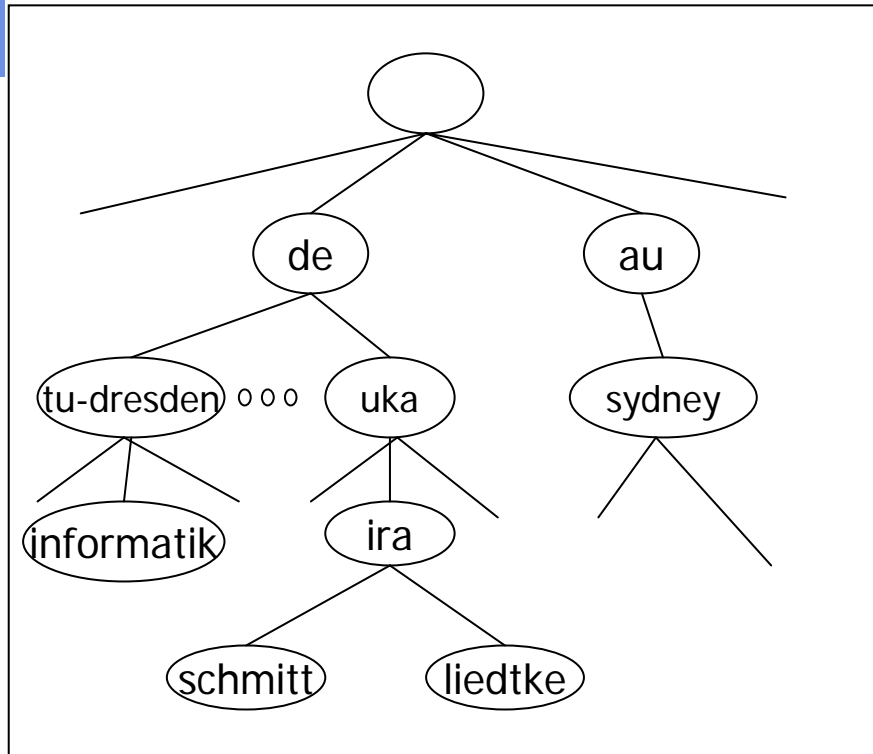 de
au
tu-dresden
uka
sydney
informatik
ira
schmitt
liedtke